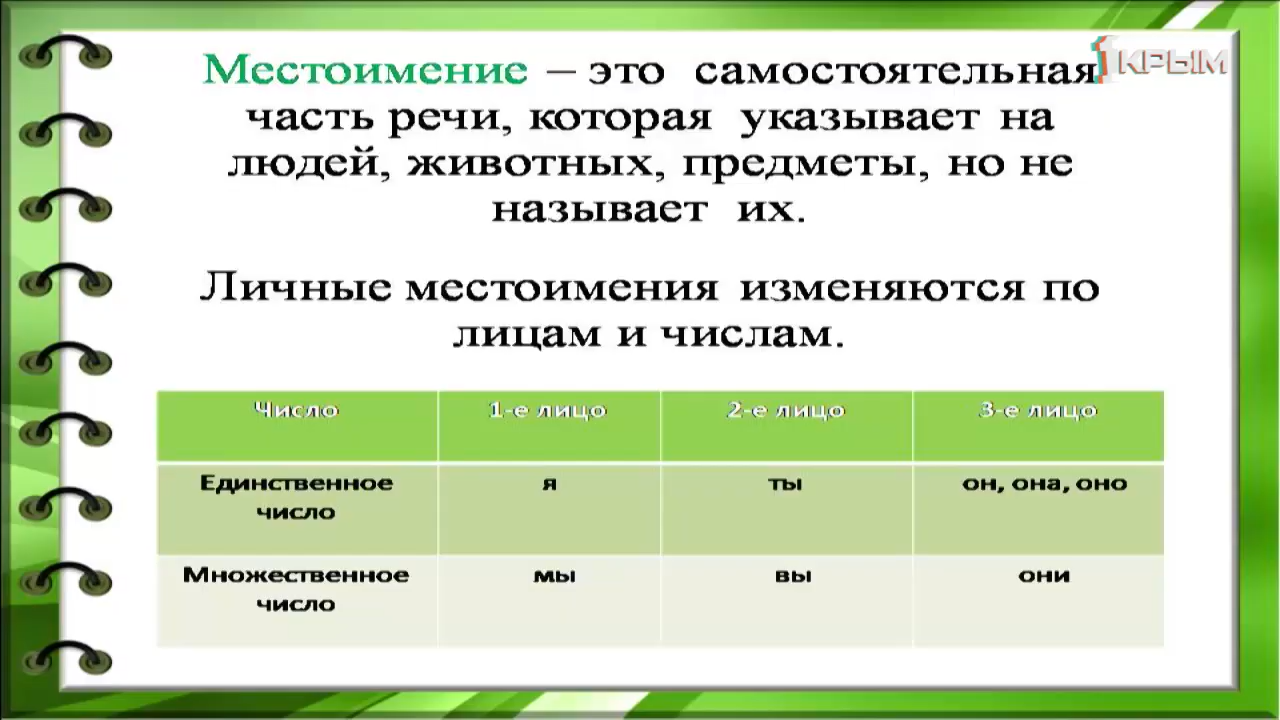 Местоимение – это самостоятельная
1КРЫМ
часть речи, которая указывает на
людей, животных, предметы, но не
называет их.
Личные местоимения изменяются по
лицам и числам.
Число 1-е лицо 2-е лицо 3-е лицо
Единственное число я ты он, она, оно
Множественное число мы вы они